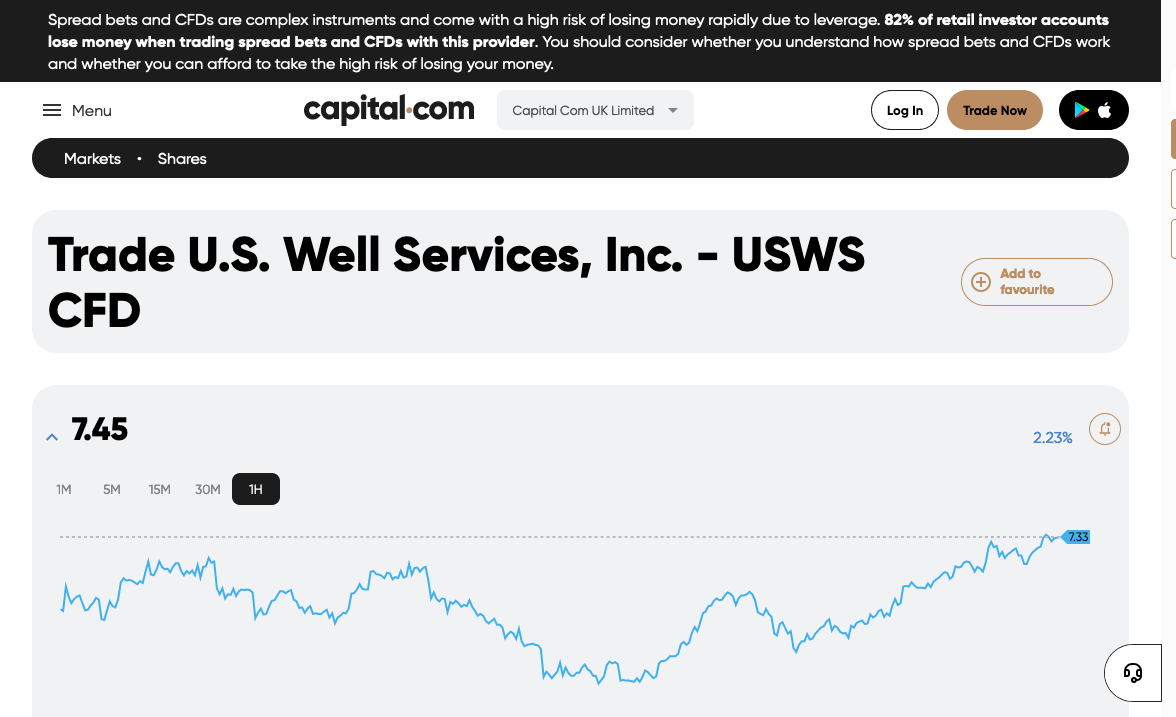 Spread bets and CFDs are complex instruments and come with a high risk of losing money rapidly due to leverage. 82% of retail investor accounts
lose money when trading spread bets and CFDs with this provider. You should consider whether you understand how spread bets and CFDs work
and whether you can afford to take the high risk of losing your money.
Menu
capital.com
Capital Com UK Limited
Log In
Trade Now
Markets • Shares
Trade U.S. Well Services, Inc. - USWS
CFD
Add to
favourite
7.45
2.23%
1M 5M 15M 30M 1H
7.33